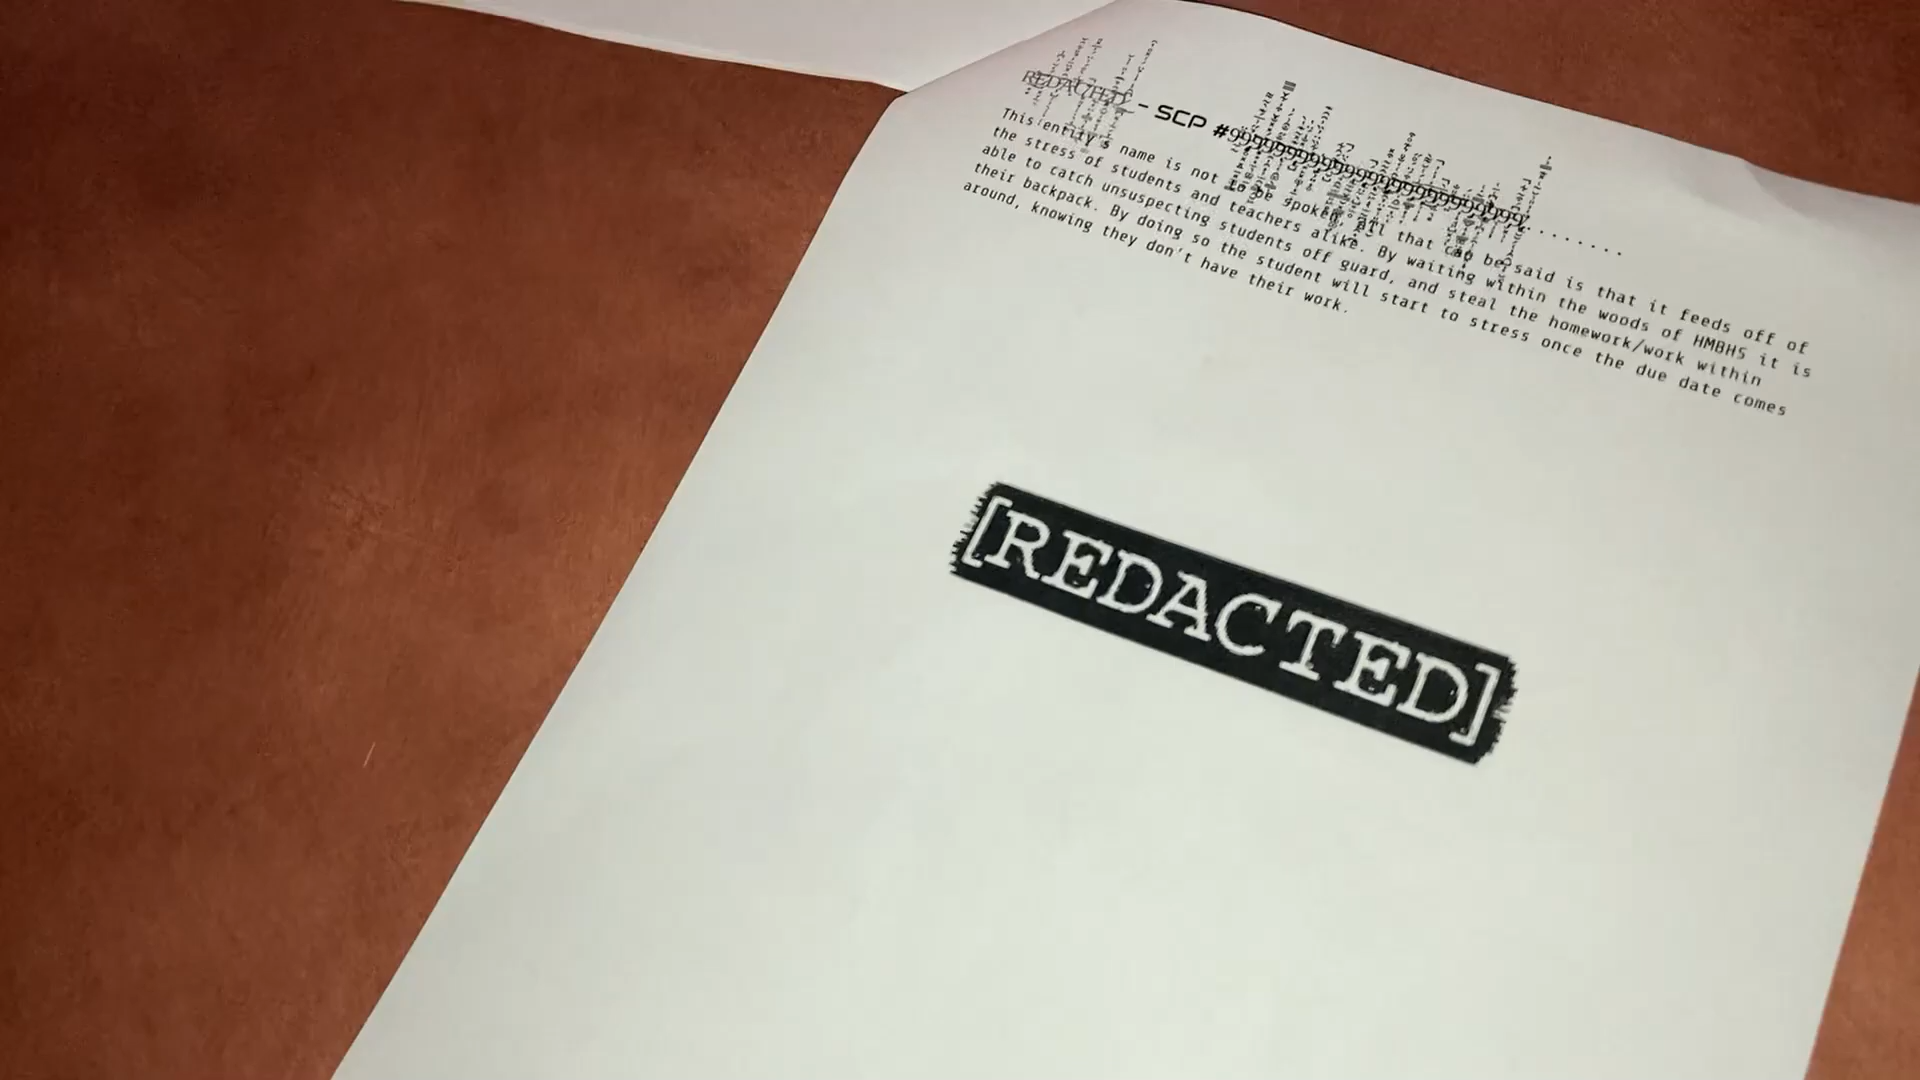 REDACTED - SCP #999999999999999999999999........
This entity's name is not to be spoken, all that can be said is that it feeds off of
the stress of students and teachers alike. By waiting within the woods of HMBHS it is
able to catch unsuspecting students off guard, and steal the homework/work within
their backpack. By doing so the student will start to stress once the due date comes
around, knowing they don't have their work.
[REDACTED]